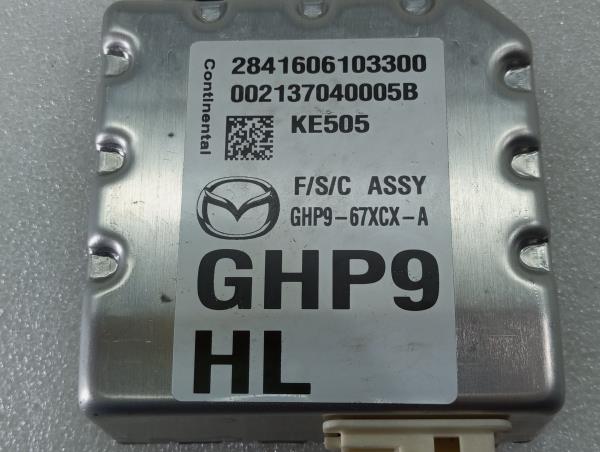 Continental
2841606103300
002137040005B
KE505
F/S/C ASSY
GHP9-67XCX-A
GHP9
HL